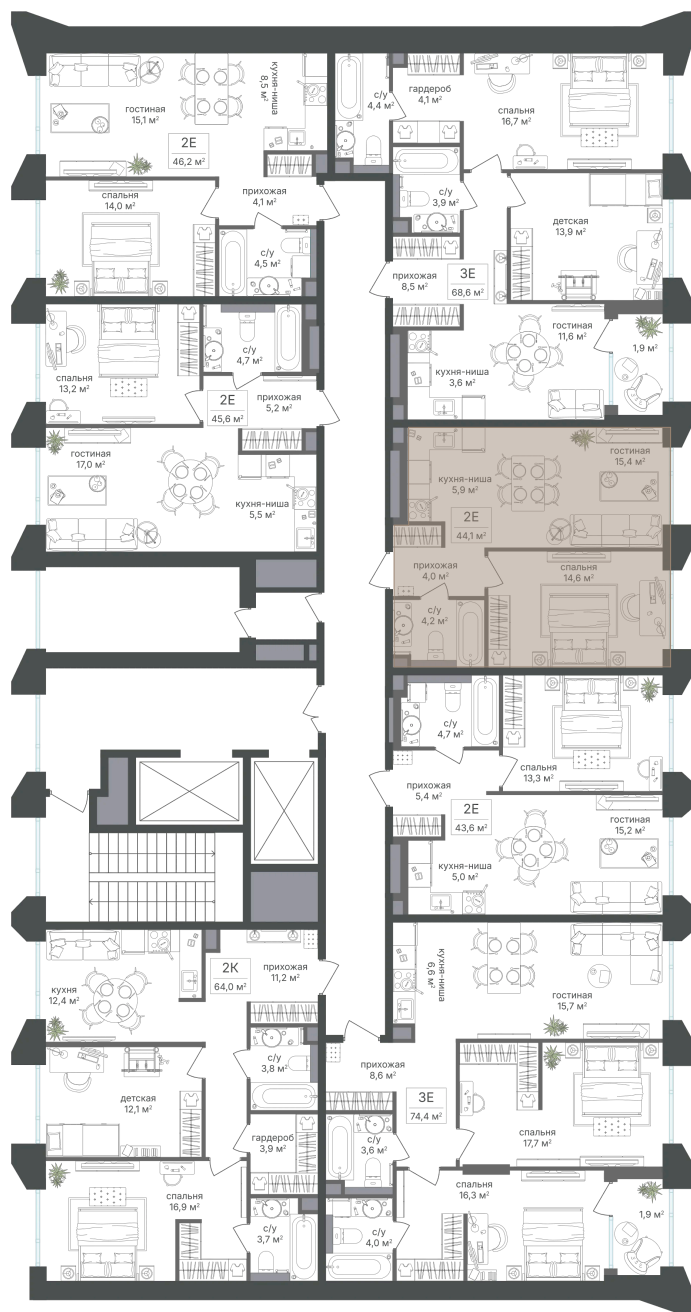 гостиная
15,1 м²
кухня-ниша
8,5 м²
2Е
46,2 м²
спальня
14,0 м²
прихожая
4,1 м²
с/у
4,5 м²
с/у
4,4 м²
гардероб
4,1 м²
спальня
16,7 м²
с/у
3,9 м²
детская
13,9 м²
прихожая
8,5 м²
3Е
68,6 м²
гостиная
11,6 м²
1,9 м²
кухня-ниша
3,6 м²
с/у
4,7 м²
спальня
13,2 м²
2Е
45,6 м²
прихожая
5,2 м²
гостиная
17,0 м²
кухня-ниша
5,5 м²
гостиная
15,4 м²
кухня-ниша
5,9 м²
2Е
44,1 м²
прихожая
4,0 м²
спальня
14,6 м²
с/у
4,2 м²
с/у
4,7 м²
спальня
13,3 м²
прихожая
5,4 м²
2Е
43,6 м²
гостиная
15,2 м²
кухня-ниша
5,0 м²
2К
64,0 м²
прихожая
11,2 м²
кухня
12,4 м²
с/у
3,8 м²
детская
12,1 м²
гардероб
3,9 м²
спальня
16,9 м²
с/у
3,7 м²
кухня-ниша
6,6 м²
гостиная
15,7 м²
прихожая
8,6 м²
3Е
74,4 м²
спальня
17,7 м²
с/у
3,6 м²
спальня
16,3 м²
1,9 м²
с/у
4,0 м²